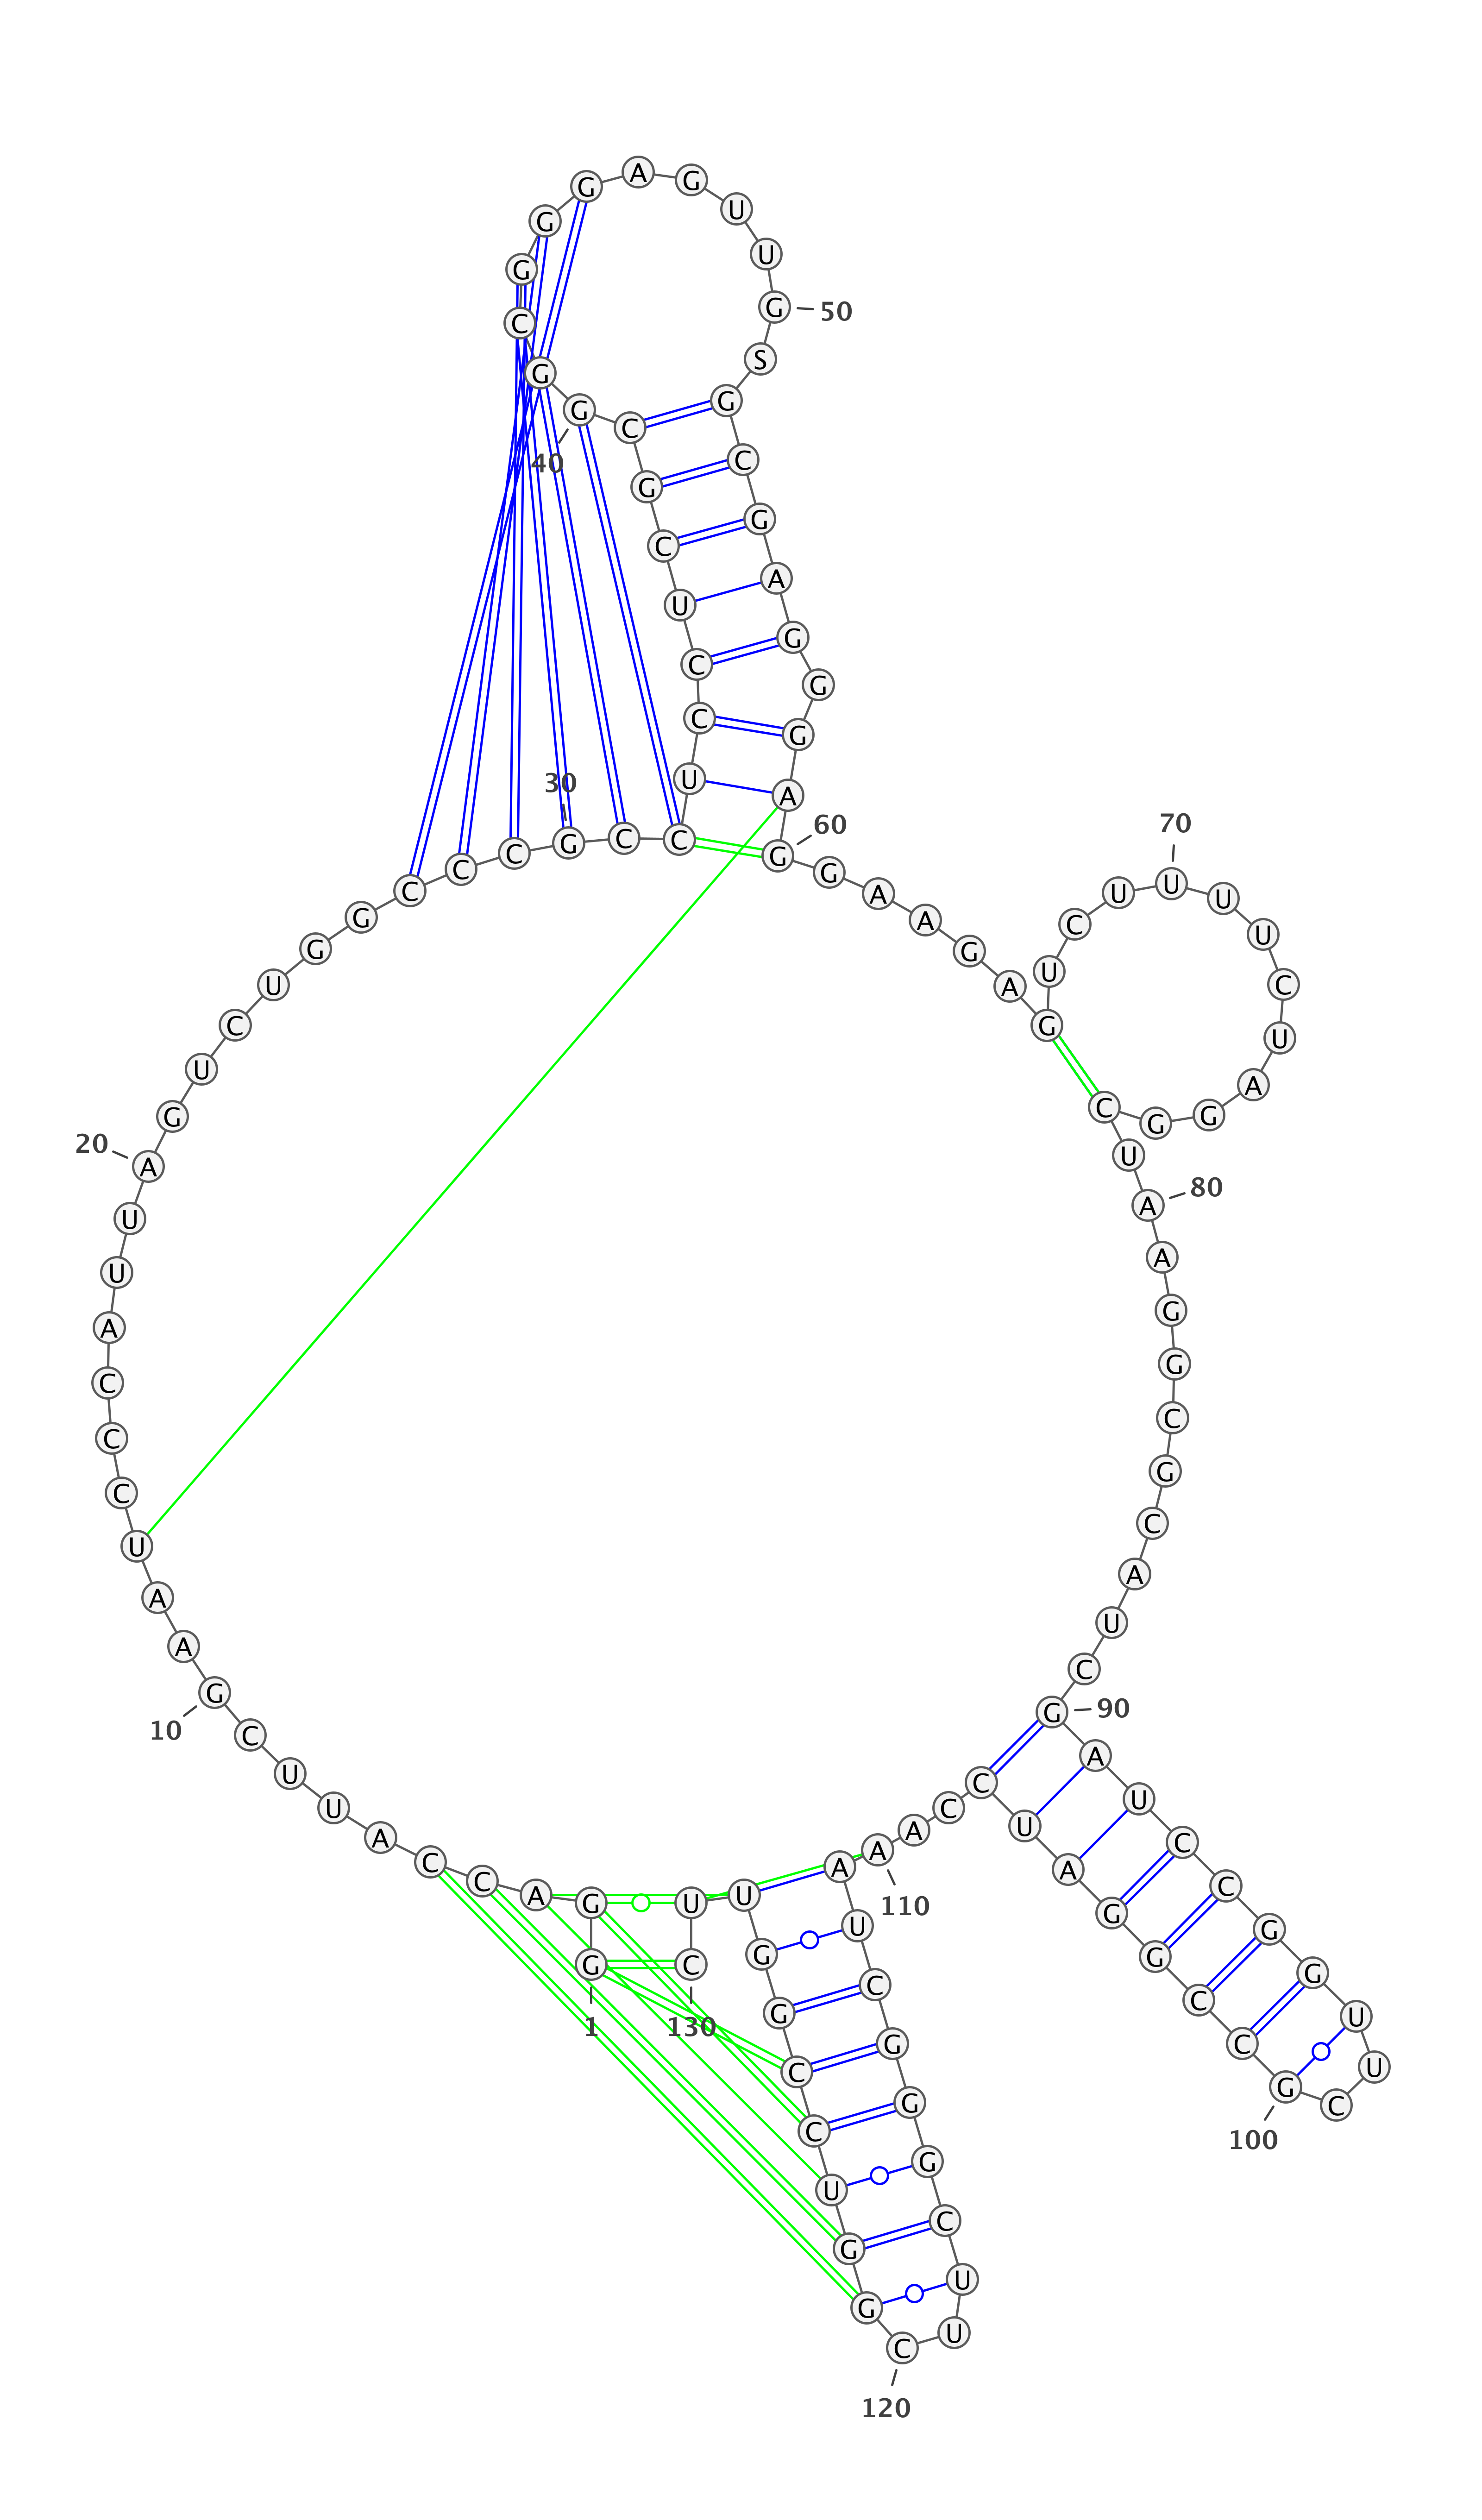 G G A C C A U U C G
A A U C C C A U U A
G U C U G G C C C G
C C U C C U C G C G
G C G G G A G U U G
S G C G A G G G A G
G A A G A G U C U U
U U C U A G G C U A
A G G C G C A U C G
A U C C G G U U C G
C C G G A U C C A A
A U C G G G C U U C
G G U C C G G U U C
1
10
20
30
40
50
60
70
80
90
100
110
120
130